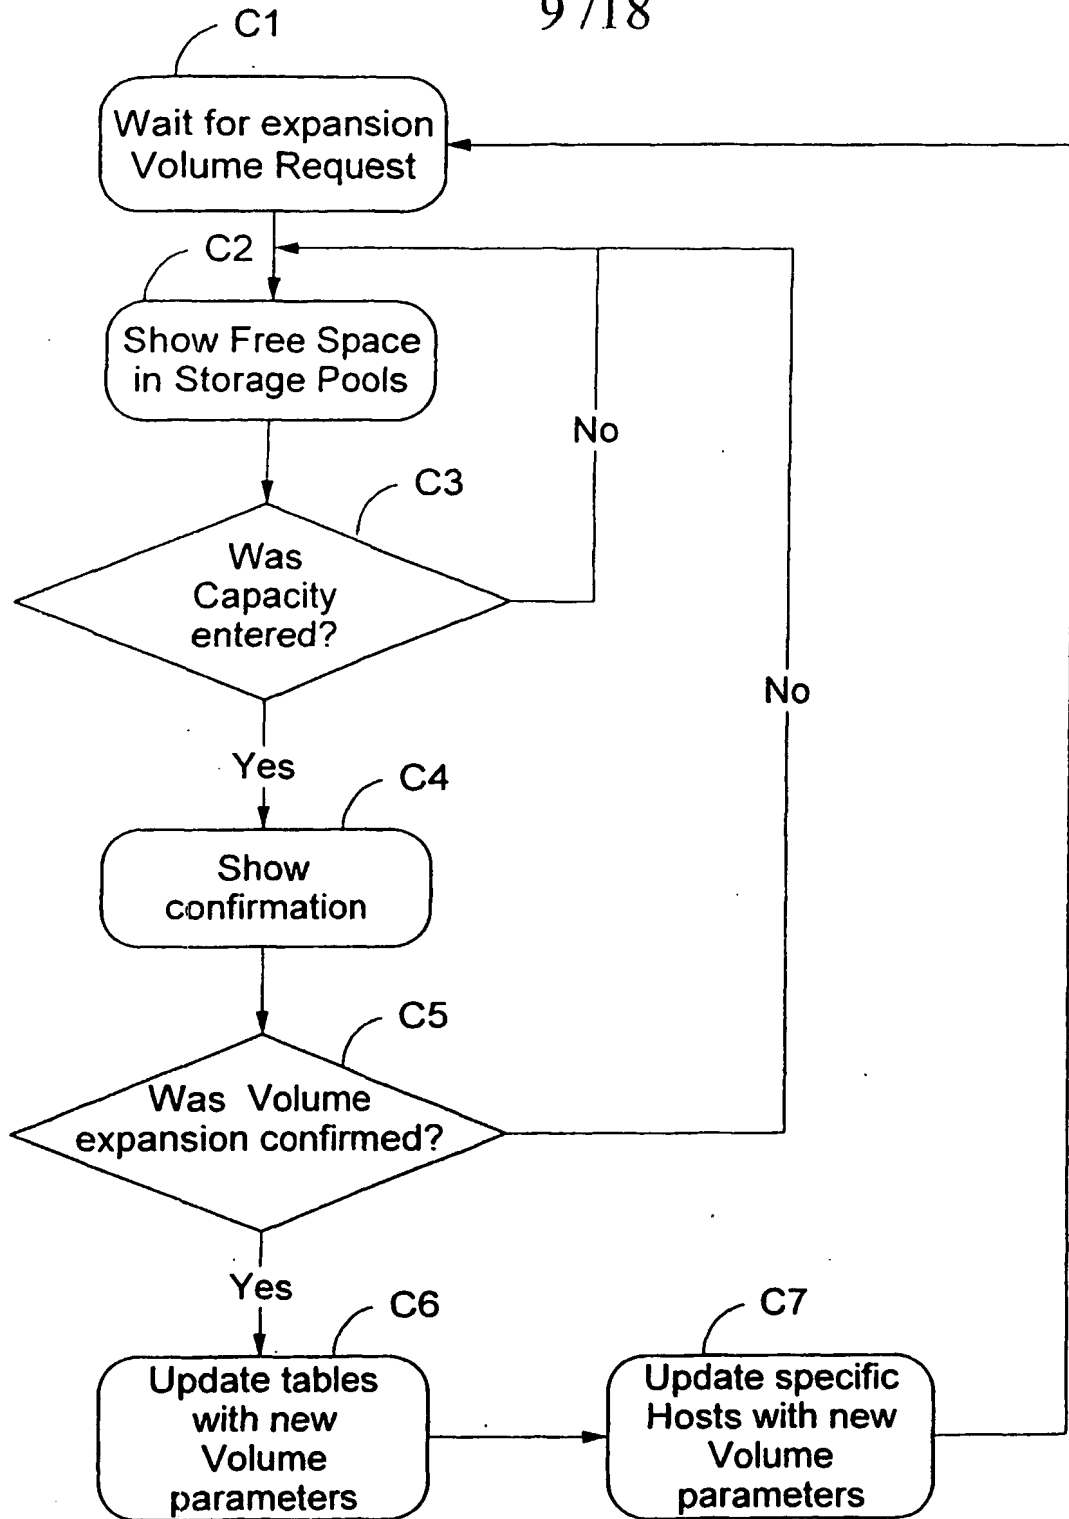 9/18
C1
Wait for expansion
Volume Request
C2
Show Free Space
in Storage Pools
No
C3
Was
Capacity
entered?
No
Yes
C4
Show
confirmation
C5
Was Volume
expansion confirmed?
Yes
C6
Update tables
with new
Volume
parameters
C7
Update specific
Hosts with new
Volume
parameters